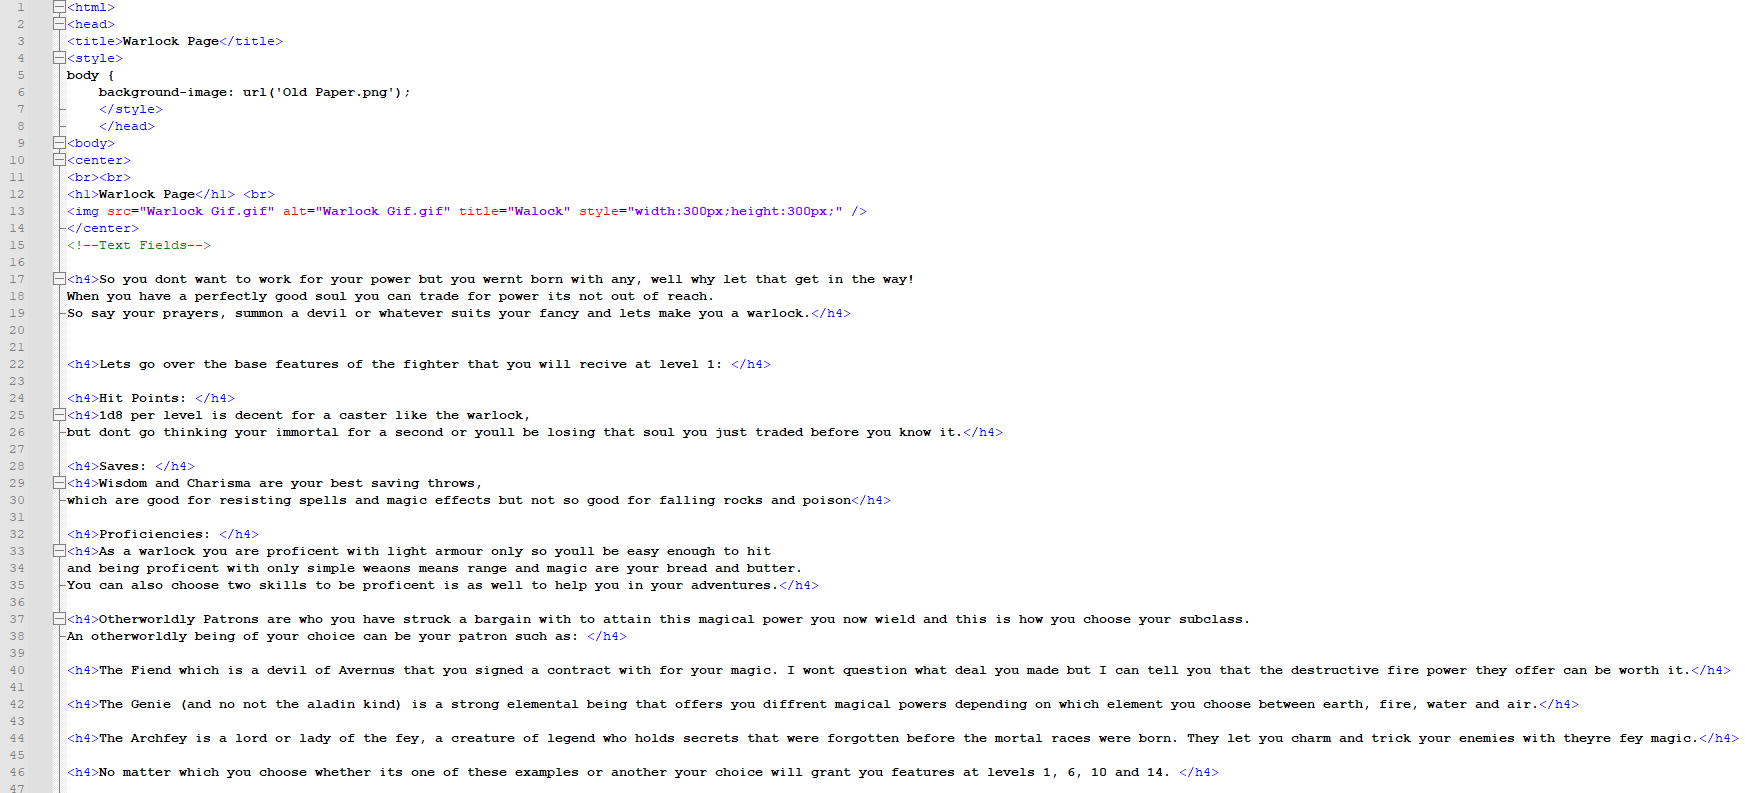 1 <html>
2 <head>
3 <title>Warlock Page</title>
4 <style>
5 body {
6 background-image: url('Old Paper.png');
7 </style>
8 </head>
9 <body>
10 <center>
11 <br><br>
12 <h1>Warlock Page</h1> <br>
13 <img src="Warlock Gif.gif" alt="Warlock Gif.gif" title="Walock" style="width:300px;height:300px;" />
14 </center>
15 <!--Text Fields-->
16
17 <h4>So you dont want to work for your power but you wernt born with any, well why let that get in the way!
18 When you have a perfectly good soul you can trade for power its not out of reach.
19 So say your prayers, summon a devil or whatever suits your fancy and lets make you a warlock.</h4>
20
21
22 <h4>Lets go over the base features of the fighter that you will recive at level 1: </h4>
23
24 <h4>Hit Points: </h4>
25 <h4>1d8 per level is decent for a caster like the warlock,
26 but dont go thinking your immortal for a second or youll be losing that soul you just traded before you know it.</h4>
27
28 <h4>Saves: </h4>
29 <h4>Wisdom and Charisma are your best saving throws,
30 which are good for resisting spells and magic effects but not so good for falling rocks and poison</h4>
31
32 <h4>Proficiencies: </h4>
33 <h4>As a warlock you are proficent with light armour only so youll be easy enough to hit
34 and being proficent with only simple weaons means range and magic are your bread and butter.
35 You can also choose two skills to be proficent is as well to help you in your adventures.</h4>
36
37 <h4>Otherworldly Patrons are who you have struck a bargain with to attain this magical power you now wield and this is how you choose your subclass.
38 An otherworldly being of your choice can be your patron such as: </h4>
39
40 <h4>The Fiend which is a devil of Avernus that you signed a contract with for your magic. I wont question what deal you made but I can tell you that the destructive fire power they offer can be worth it.</h4>
41
42 <h4>The Genie (and no not the aladin kind) is a strong elemental being that offers you diffrent magical powers depending on which element you choose between earth, fire, water and air.</h4>
43
44 <h4>The Archfey is a lord or lady of the fey, a creature of legend who holds secrets that were forgotten before the mortal races were born. They let you charm and trick your enemies with theyre fey magic.</h4>
45
46 <h4>No matter which you choose whether its one of these examples or another your choice will grant you features at levels 1, 6, 10 and 14. </h4>
47